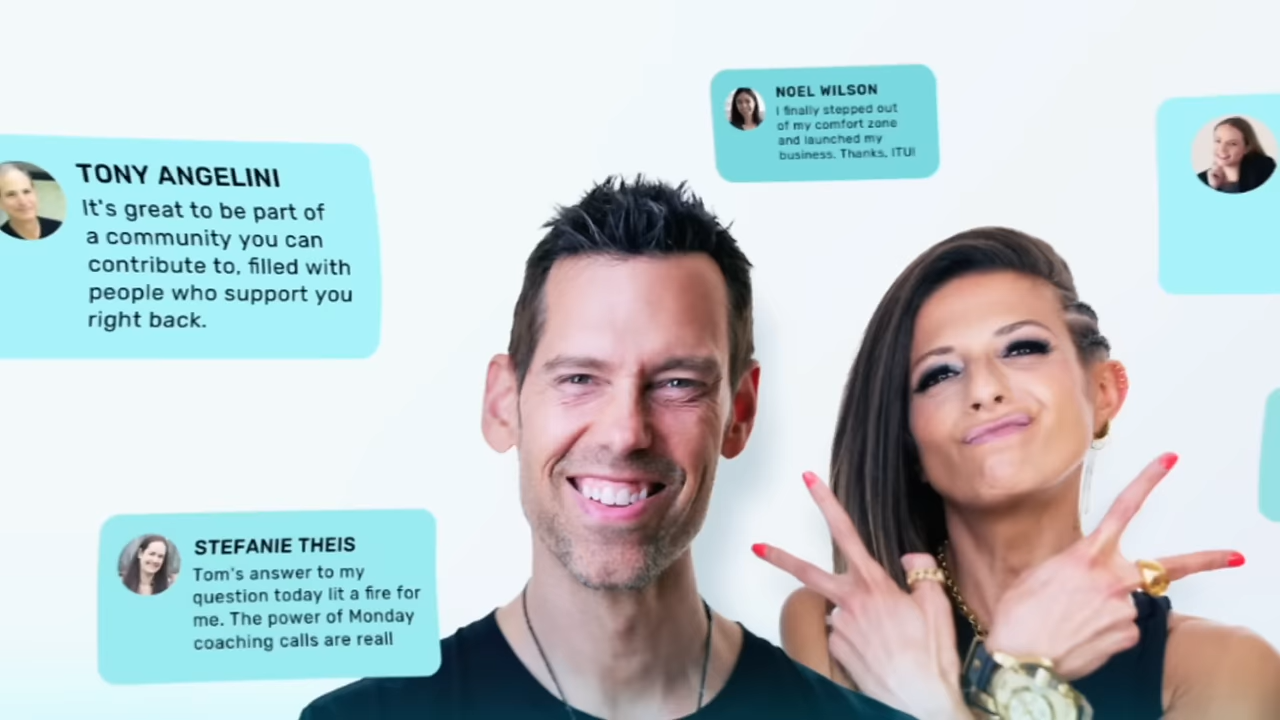 TONY ANGELINI
It's great to be part of
a community you can
contribute to, filled with
people who support you
right back.
NOEL WILSON
I finally stepped out
of my comfort zone
and launched my
business. Thanks, ITU!
STEFANIE THEIS
Tom's answer to my
question today lit a fire for
me. The power of Monday
coaching calls are reall